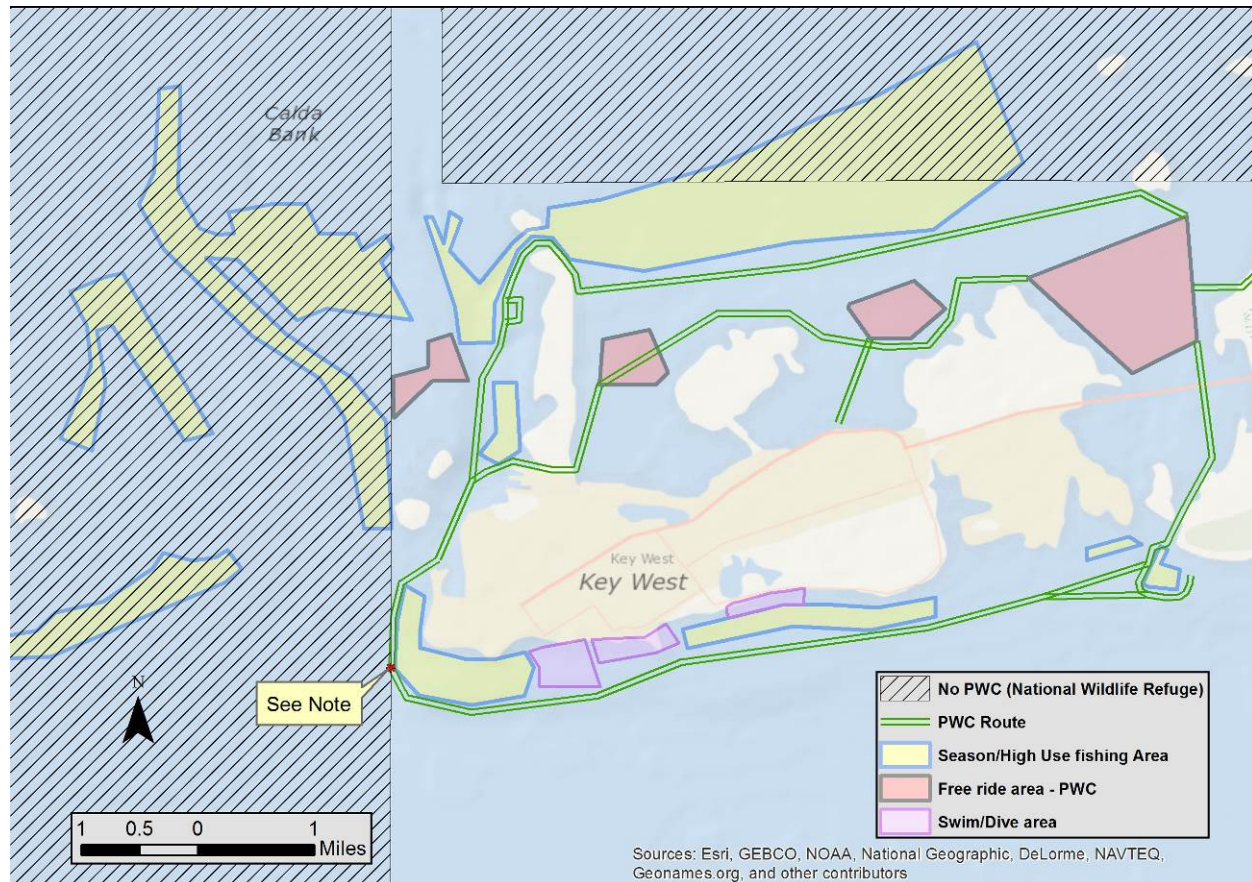 Calda
Bank
Key West
Key West
See Note
N
1 0.5 0 1
Miles
No PWC (National Wildlife Refuge)
PWC Route
Season/High Use fishing Area
Free ride area - PWC
Swim/Dive area
Sources: Esri, GEBCO, NOAA, National Geographic, DeLorme, NAVTEQ,
Geonames.org, and other contributors